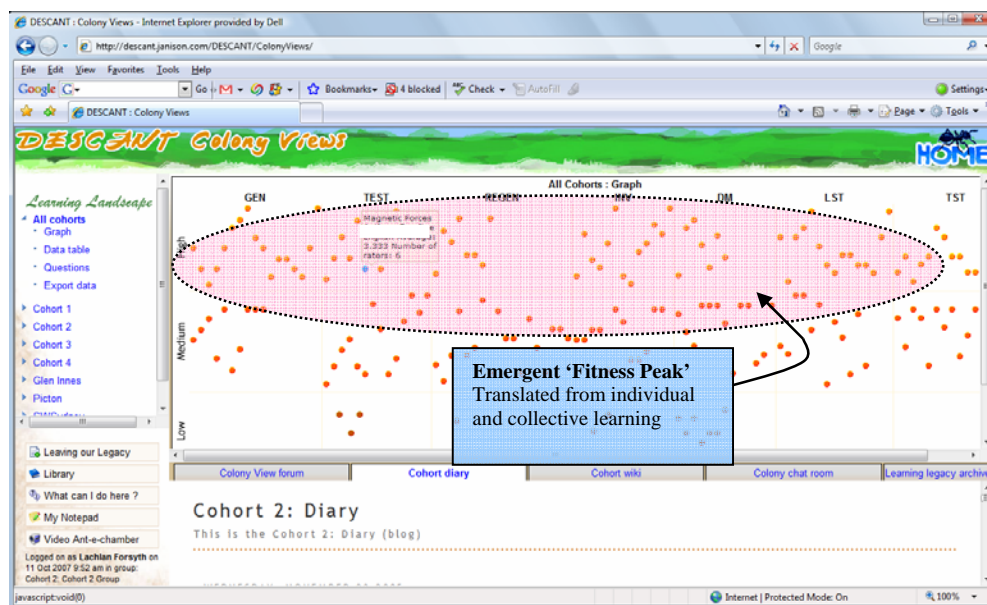 DESCANT : Colony Views - Internet Explorer provided by Dell
http://descant.janison.com/DESCANT/ColonyViews/
Google
File Edit View Favorites Tools Help
Google G Go Bookmarks 4 blocked Check AutoFill Settings
DESCANT : Colony Views
Page Tools
DESCANT Colony Views
HOME
Learning Landscape
All cohorts
Graph
Data table
Questions
Export data
Cohort 1
Cohort 2
Cohort 3
Cohort 4
Glen Innes
Picton
All Cohorts : Graph
GEN TEST REGEN INV DM LST TST
High
Magnetic Forces
3.333 Number of
raters: 6
Medium
Low
Emergent ‘Fitness Peak’
Translated from individual
and collective learning
Leaving our Legacy
Library
What can I do here ?
My Notepad
Video Ant-e-chamber
Logged on as Lachlan Forsyth on
11 Oct 2007 9:52 am in group:
Cohort 2: Cohort 2 Group
Colony View forum Cohort diary Cohort wiki Colony chat room Learning legacy archive
Cohort 2: Diary
This is the Cohort 2: Diary (blog)
javascript:void(0)
Internet | Protected Mode: On
100%